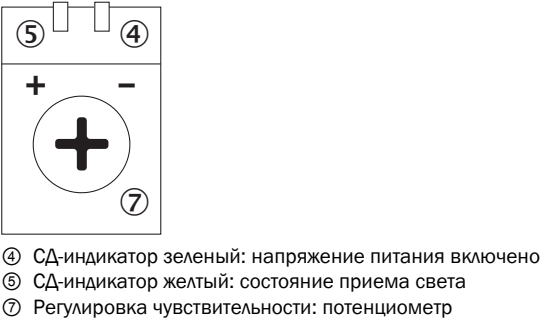 ⑤ ④
+ −
⑦
④ СД-индикатор зеленый: напряжение питания включено
⑤ СД-индикатор желтый: состояние приема света
⑦ Регулировка чувствительности: потенциометр